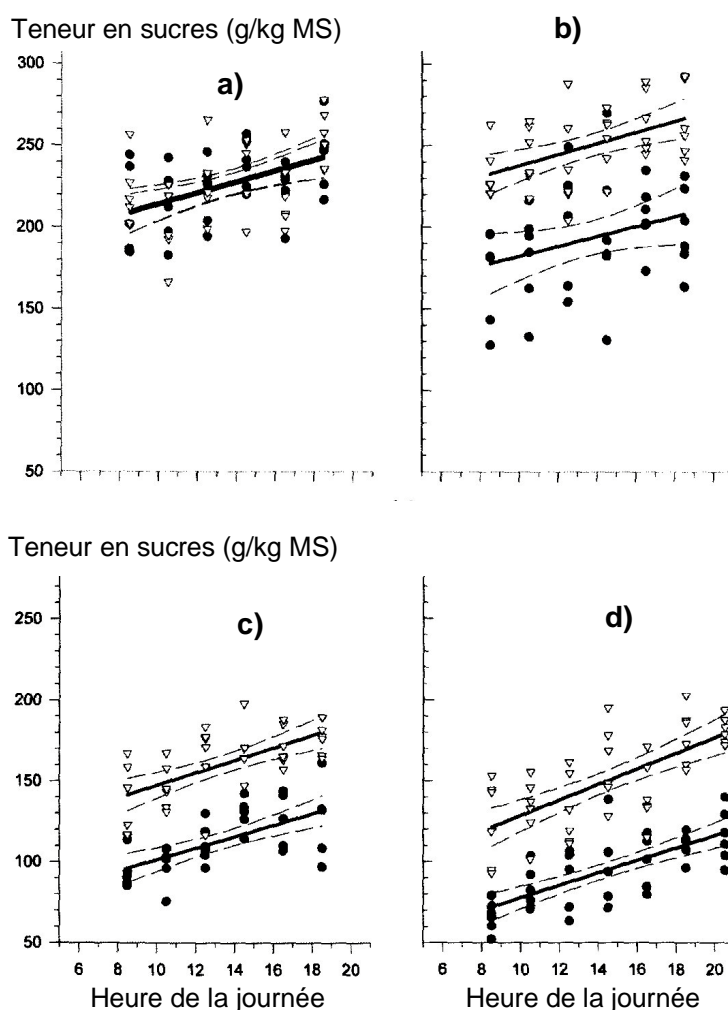 Teneur en sucres (g/kg MS)
a)
b)
300
250
200
150
100
50
Teneur en sucres (g/kg MS)
c)
d)
250
200
150
100
50
6 8 10 12 14 16 18 20
6 8 10 12 14 16 18 20
Heure de la journée
Heure de la journée